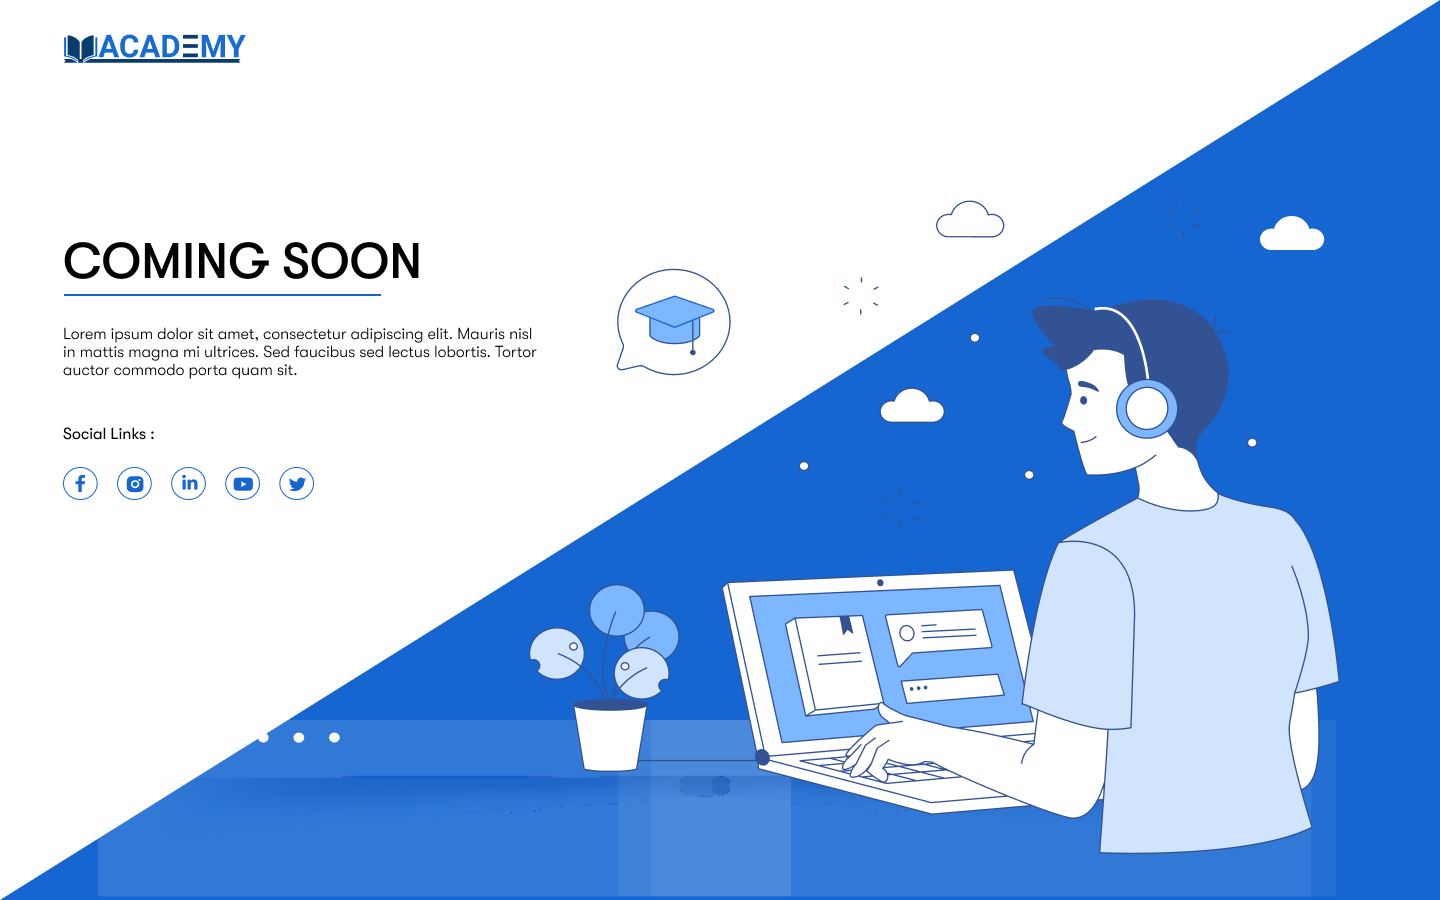 ACADEMY
COMING SOON
Lorem ipsum dolor sit amet, consectetur adipiscing elit. Mauris nisl
in mattis magna mi ultrices. Sed faucibus sed lectus lobortis. Tortor
auctor commodo porta quam sit.
Social Links :